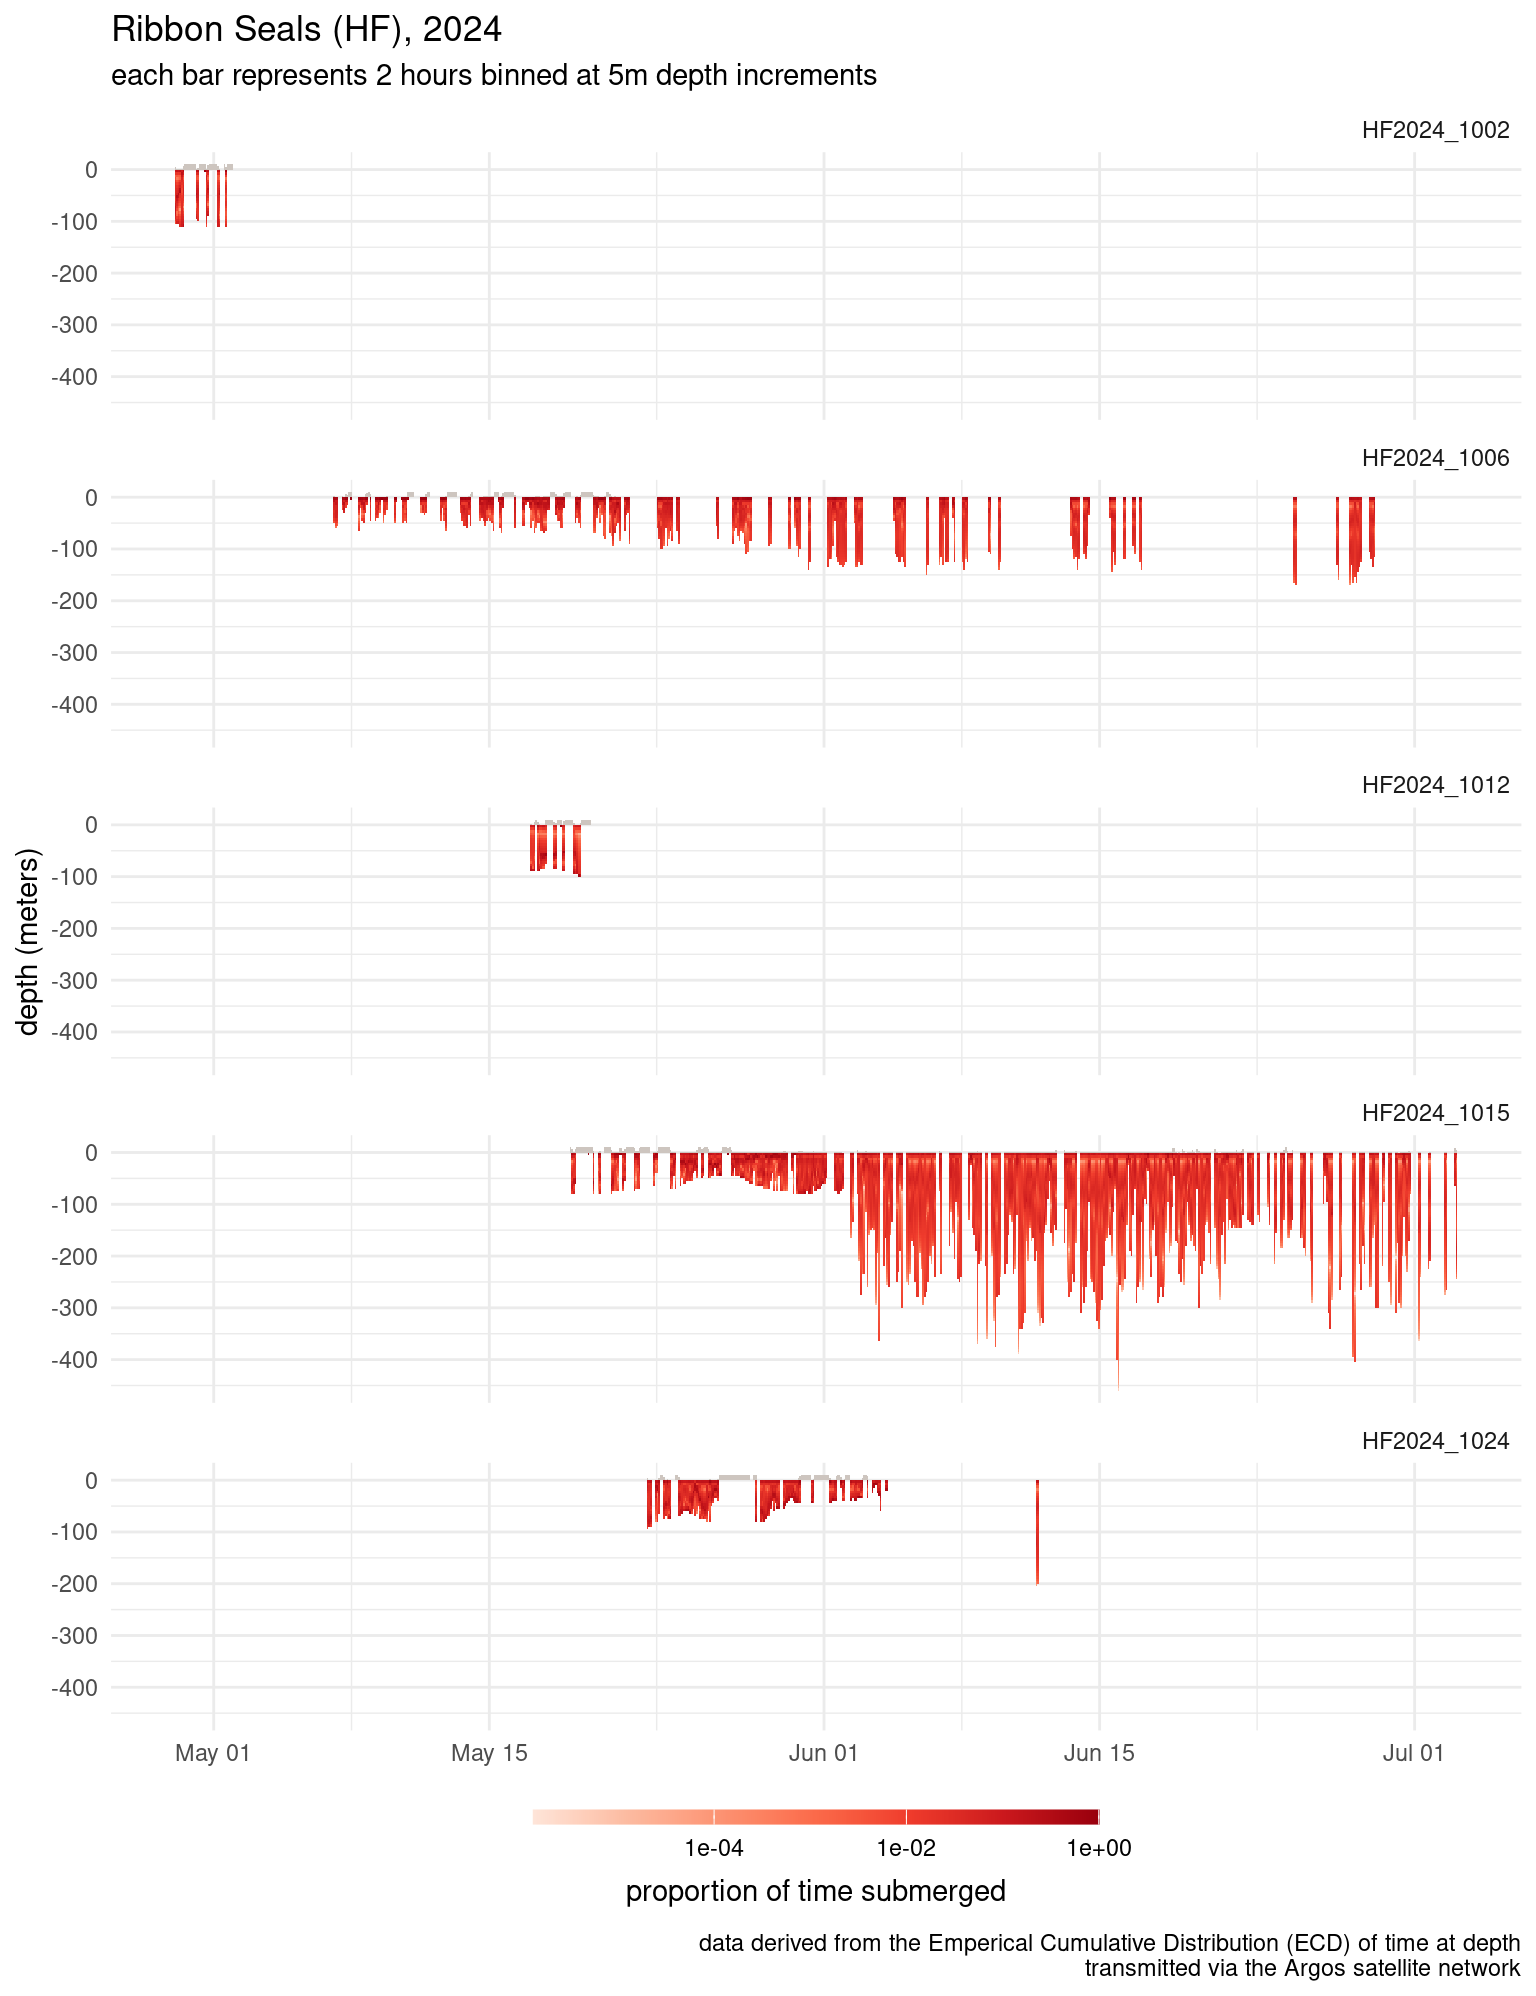 Ribbon Seals (HF), 2024
each bar represents 2 hours binned at 5m depth increments
HF2024_1002
0
-100
-200
-300
-400
HF2024_1006
0
-100
-200
-300
-400
HF2024_1012
0
-100
-200
-300
-400
depth (meters)
HF2024_1015
0
-100
-200
-300
-400
HF2024_1024
0
-100
-200
-300
-400
May 01 May 15 Jun 01 Jun 15 Jul 01
1e-04 1e-02 1e+00
proportion of time submerged
data derived from the Emperical Cumulative Distribution (ECD) of time at depth
transmitted via the Argos satellite network